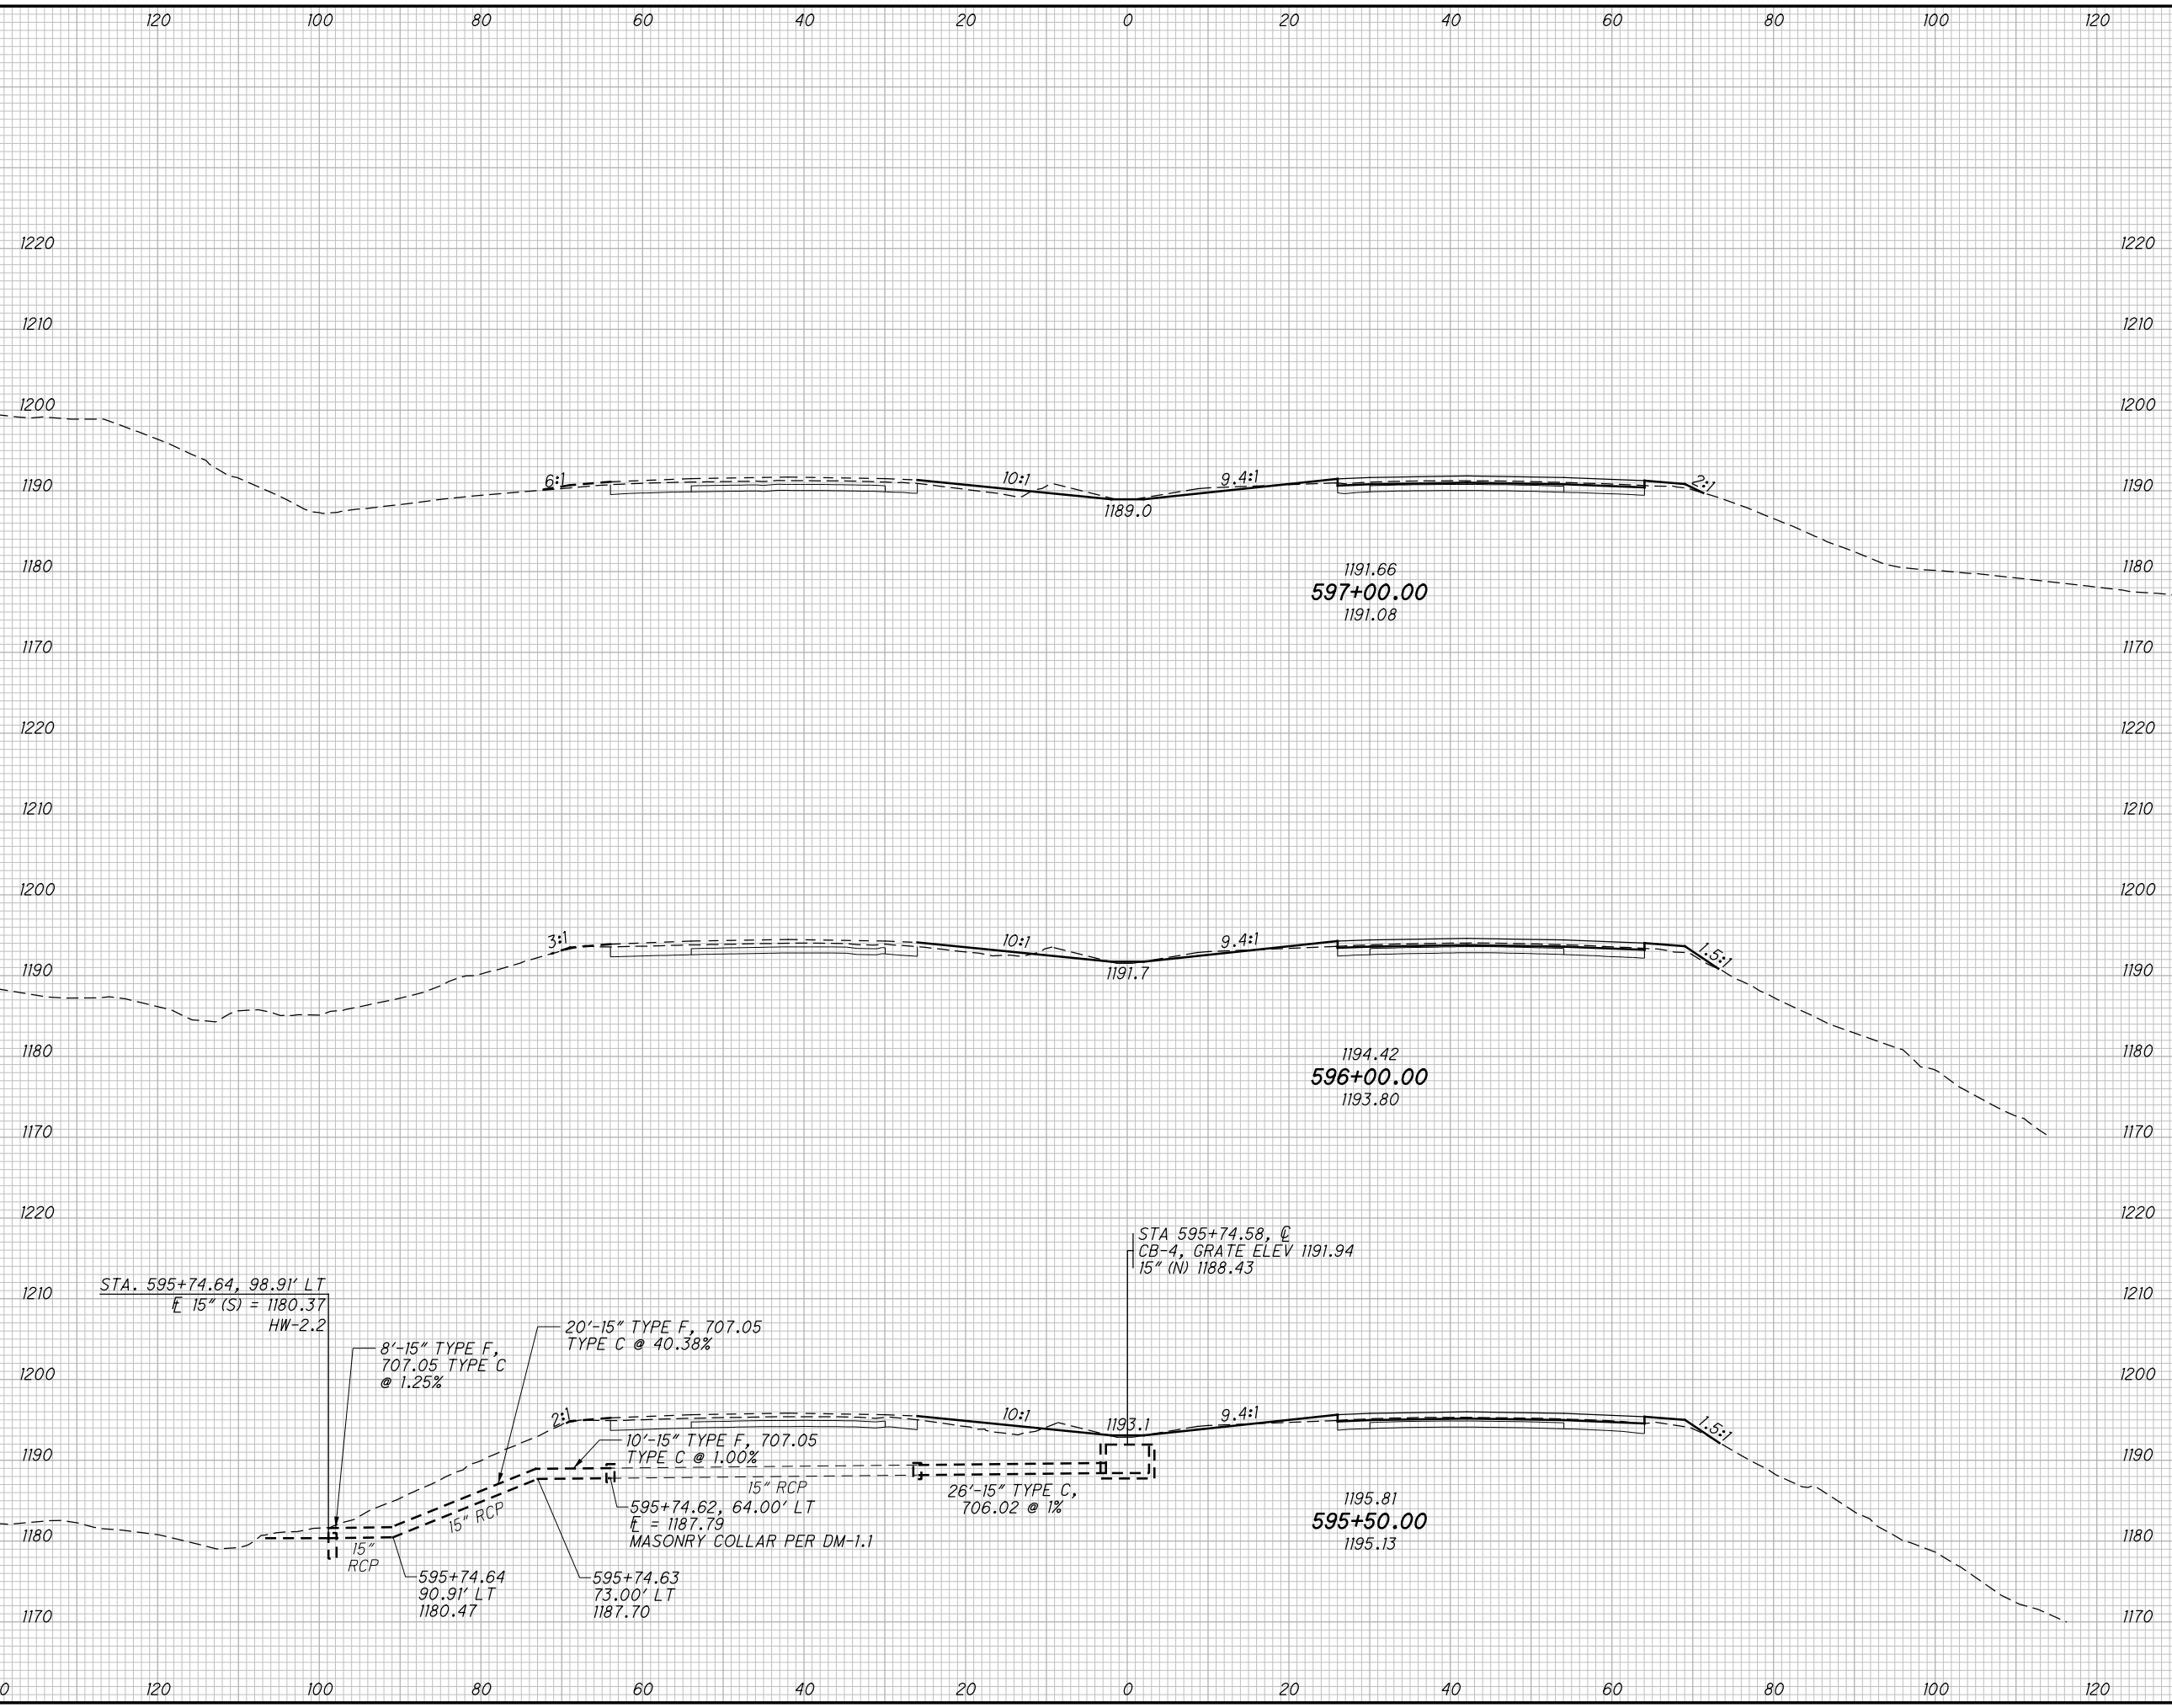 120 100 80 60 40 20 0 20 40 60 80 100 120
1220 1220
1210 1210
1200 1200
1190 6:1 10:1 9.4:1 2:1 1190
1189.0
1180 1180
1191.66
597+00.00
1191.08
1170 1170
1220 1220
1210 1210
1200 1200
1190 3:1 10:1 9.4:1 1.5:1 1190
1191.7
1180 1180
1194.42
596+00.00
1193.80
1170 1170
1220 1220
STA 595+74.58, ℄
CB-4, GRATE ELEV 1191.94
15" (N) 1188.43
1210 1210
STA. 595+74.64, 98.91' LT
15" (S) = 1180.37
HW-2.2
20'-15" TYPE F, 707.05
TYPE C @ 40.38%
8'-15" TYPE F,
707.05 TYPE C
@ 1.25%
1200 1200
2:1 10:1 1193.1 9.4:1 1.5:1
10'-15" TYPE F, 707.05
TYPE C @ 1.00%
1190 1190
15" RCP
26'-15" TYPE C,
706.02 @ 1%
595+74.62, 64.00' LT
= 1187.79
MASONRY COLLAR PER DM-1.1
15" RCP
1195.81
595+50.00
1195.13
1180 1180
15"
RCP
595+74.64
90.91' LT
1180.47
595+74.63
73.00' LT
1187.70
1170 1170
0 120 100 80 60 40 20 0 20 40 60 80 100 120